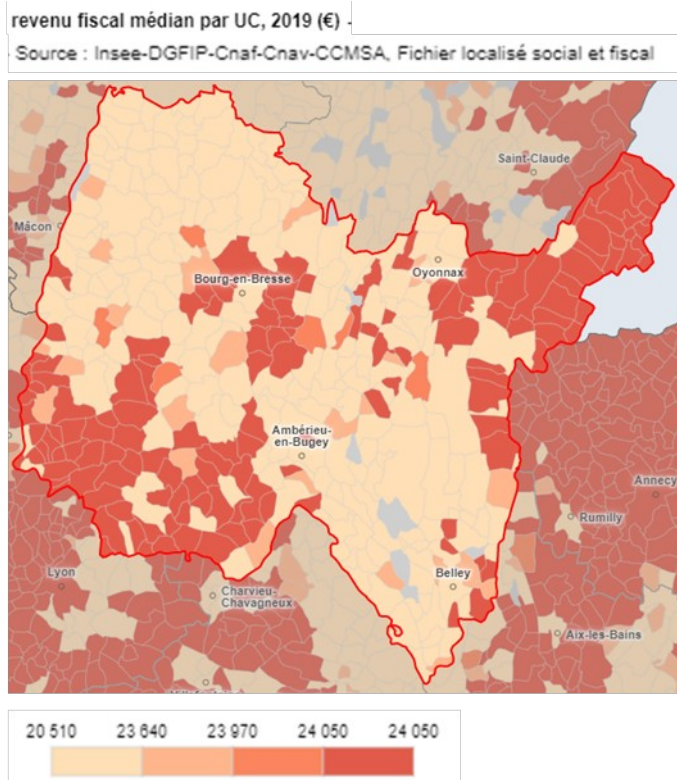 revenu fiscal médian par UC, 2019 (€) -
Source : Insee-DGFIP-Cnaf-Cnav-CCMSA, Fichier localisé social et fiscal
Saint-Claude
Mâcon
Bourg-en-Bresse
Oyonnax
Ambérieu-
en-Bugey
Annecy
Rumilly
Lyon
Belley
Charvieu-
Chavagneux
Aix-les-Bains
20 510 23 640 23 970 24 050 24 050